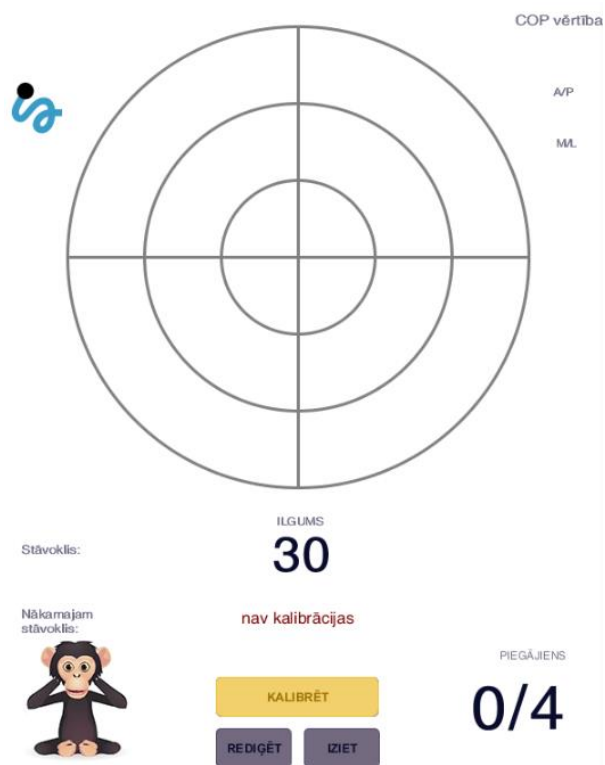 COP vērtība
A/P
M/L
ILGUMS
Stāvoklis:
30
Nākamajam
stāvoklis:
nav kalibrācijas
PIEGĀJIENS
KALIBRĒT
0/4
REDIĢĒT
IZIET